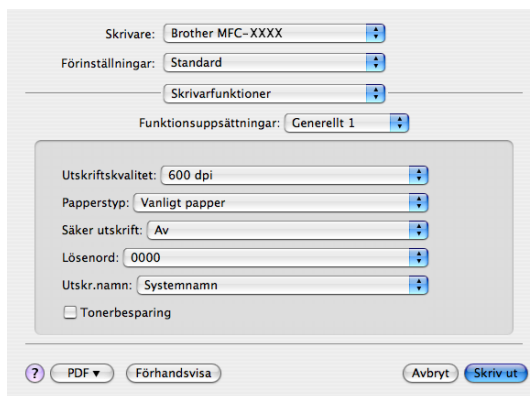 Skrivare: Brother MFC-XXXX
Förinställningar: Standard
Skrivarfunktioner
Funktionsuppsättningar: Generellt 1
Utskriftskvalitet: 600 dpi
Papperstyp: Vanligt papper
Säker utskrift: Av
Lösenord: 0000
Utskr.namn: Systemnamn
Tonerbesparing
? PDF ▼ Förhandsvisa Avbryt Skriv ut